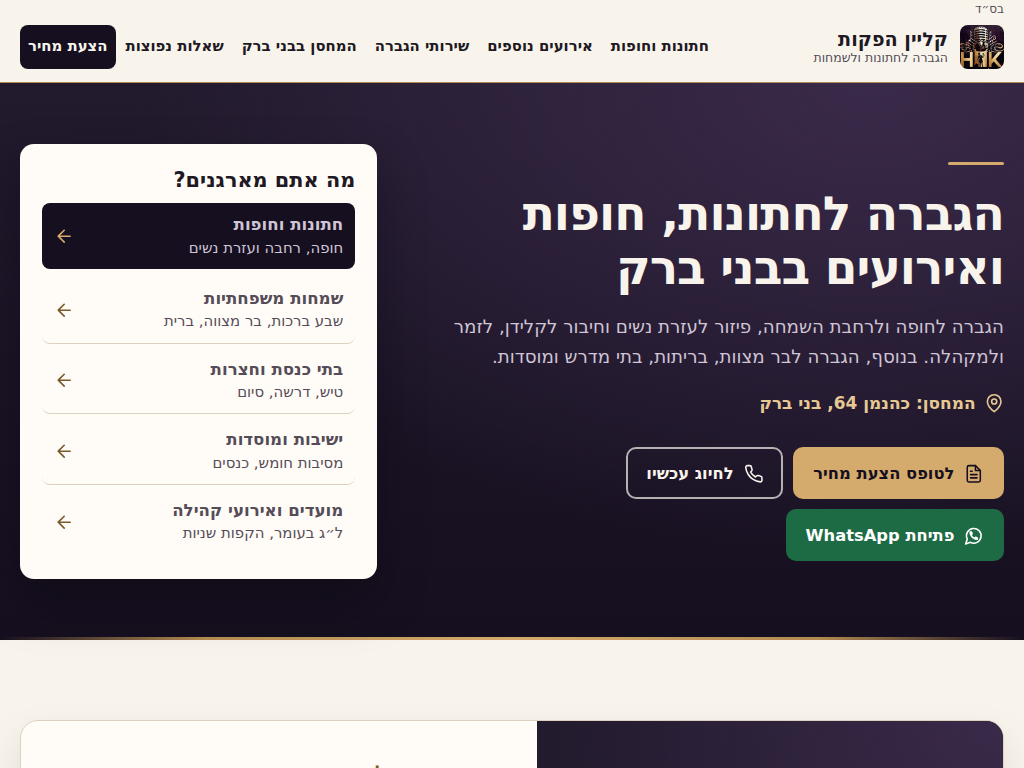 בס״ד
קליין הפקות
הגברה לחתונות ולשמחות
חתונות וחופות
אירועים נוספים
שירותי הגברה
המחסן בבני ברק
שאלות נפוצות
הצעת מחיר
הגברה לחתונות, חופות
ואירועים בבני ברק
הגברה לחופה ולרחבת השמחה, פיזור לעזרת נשים וחיבור לקלידן, לזמר
ולמקהלה. בנוסף, הגברה לבר מצוות, בריתות, בתי מדרש ומוסדות.
המחסן: כהנמן 64, בני ברק
לטופס הצעת מחיר
לחיוג עכשיו
פתיחת WhatsApp
מה אתם מארגנים?
חתונות וחופות
חופה, רחבה ועזרת נשים
שמחות משפחתיות
שבע ברכות, בר מצווה, ברית
בתי כנסת וחצרות
טיש, דרשה, סיום
ישיבות ומוסדות
מסיבות חומש, כנסים
מועדים ואירועי קהילה
ל״ג בעומר, הקפות שניות